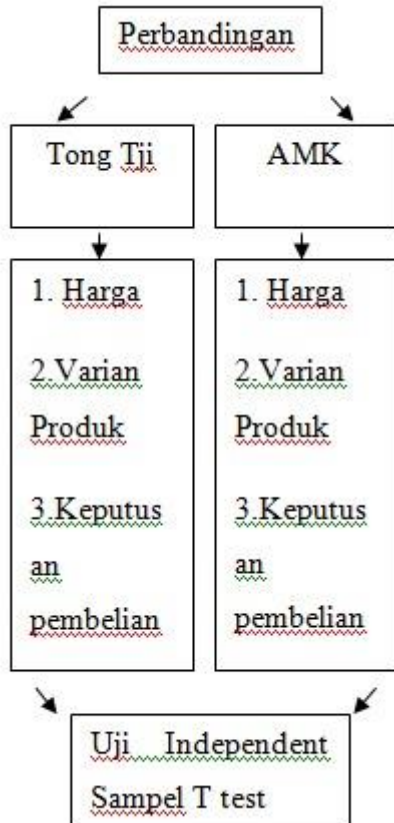 Perbandingan
Tong Tji
AMK
1. Harga
2.Varian
Produk
3.Keputus
an
pembelian
1. Harga
2.Varian
Produk
3.Keputus
an
pembelian
Uji Independent
Sampel T test